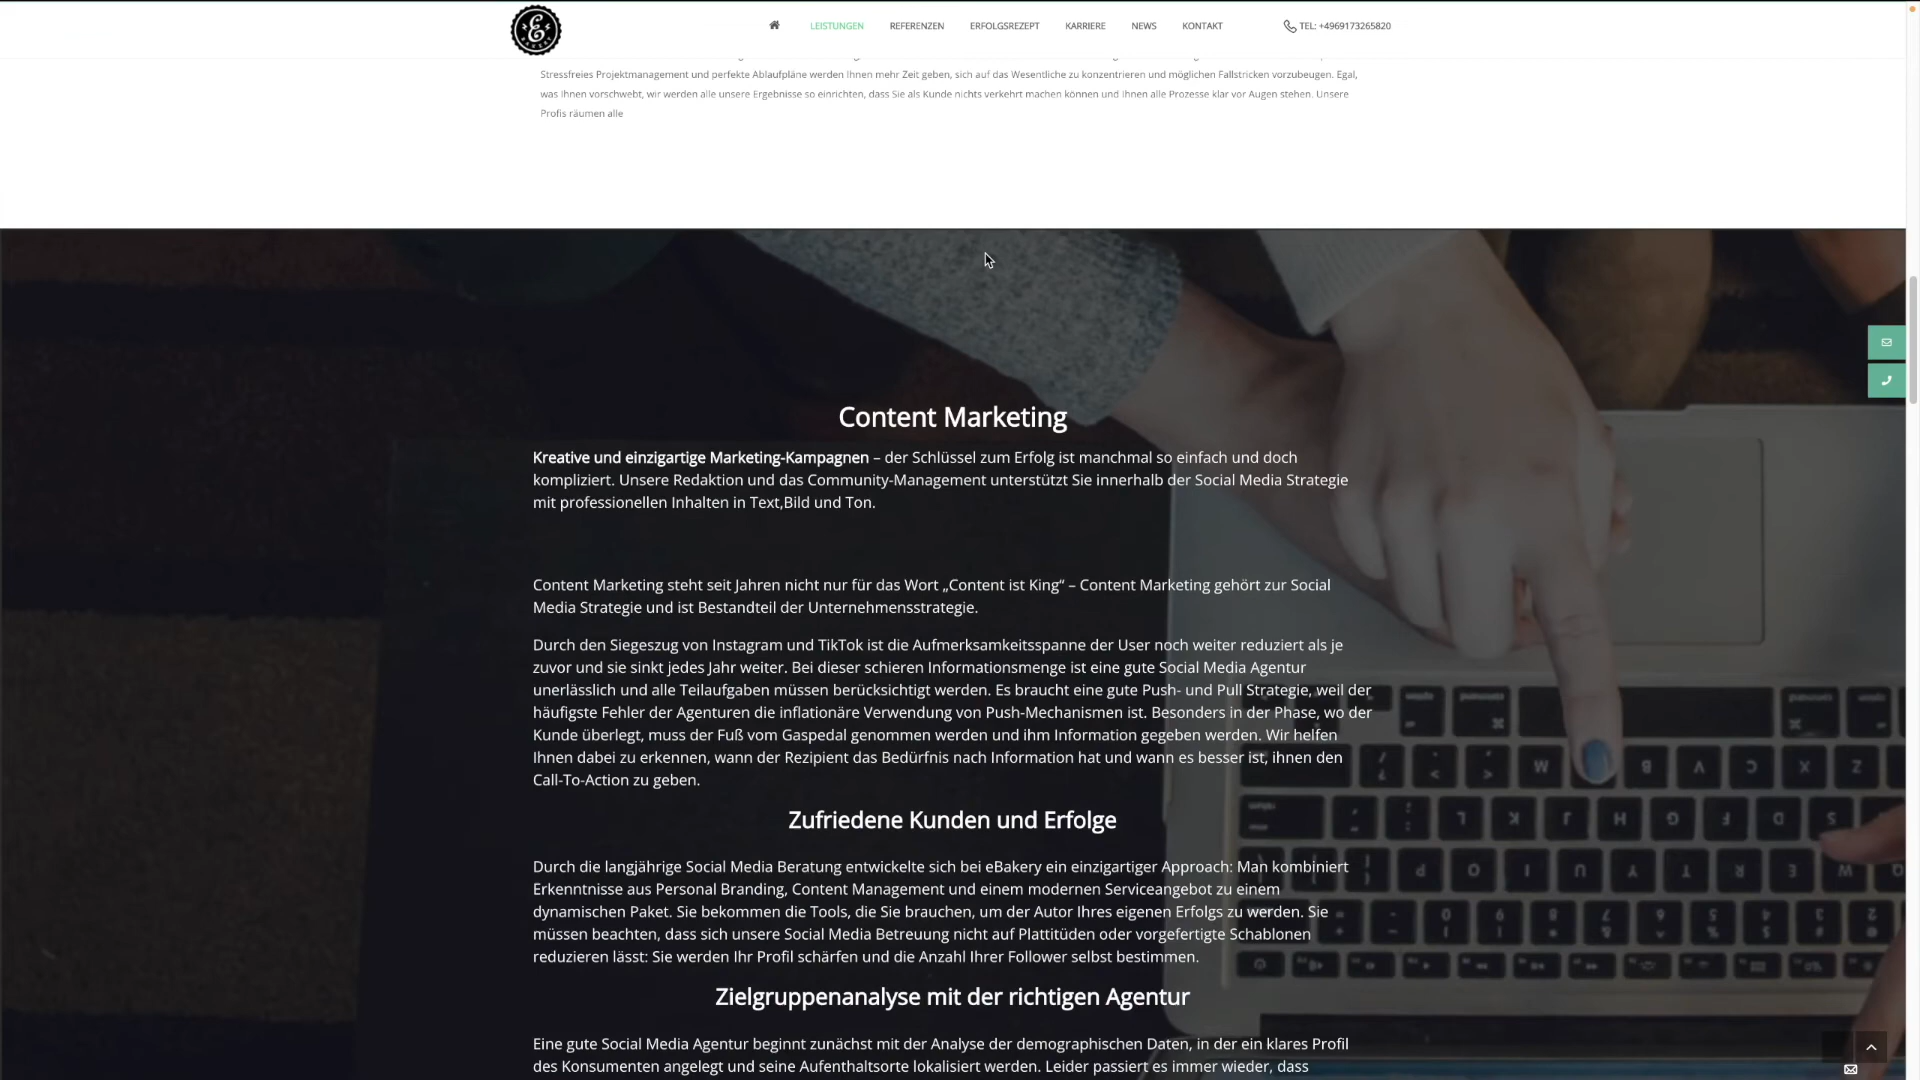 LEISTUNGEN REFERENZEN ERFOLGSREZEPT KARRIERE NEWS KONTAKT TEL: +4969173265820
Stressfreies Projektmanagement und perfekte Ablaufpläne werden Ihnen mehr Zeit geben, sich auf das Wesentliche zu konzentrieren und möglichen Fallstricken vorzubeugen. Egal,
was Ihnen vorschwebt, wir werden alle unsere Ergebnisse so einrichten, dass Sie als Kunde nichts verkehrt machen können und Ihnen alle Prozesse klar vor Augen stehen. Unsere
Profis räumen alle
Content Marketing
Kreative und einzigartige Marketing-Kampagnen – der Schlüssel zum Erfolg ist manchmal so einfach und doch
kompliziert. Unsere Redaktion und das Community-Management unterstützt Sie innerhalb der Social Media Strategie
mit professionellen Inhalten in Text,Bild und Ton.
Content Marketing steht seit Jahren nicht nur für das Wort „Content ist King“ – Content Marketing gehört zur Social
Media Strategie und ist Bestandteil der Unternehmensstrategie.
Durch den Siegeszug von Instagram und TikTok ist die Aufmerksamkeitsspanne der User noch weiter reduziert als je
zuvor und sie sinkt jedes Jahr weiter. Bei dieser schieren Informationsmenge ist eine gute Social Media Agentur
unerlässlich und alle Teilaufgaben müssen berücksichtigt werden. Es braucht eine gute Push- und Pull Strategie, weil der
häufigste Fehler der Agenturen die inflationäre Verwendung von Push-Mechanismen ist. Besonders in der Phase, wo der
Kunde überlegt, muss der Fuß vom Gaspedal genommen werden und ihm Information gegeben werden. Wir helfen
Ihnen dabei zu erkennen, wann der Rezipient das Bedürfnis nach Information hat und wann es besser ist, ihnen den
Call-To-Action zu geben.
Zufriedene Kunden und Erfolge
Durch die langjährige Social Media Beratung entwickelte sich bei eBakery ein einzigartiger Approach: Man kombiniert
Erkenntnisse aus Personal Branding, Content Management und einem modernen Serviceangebot zu einem
dynamischen Paket. Sie bekommen die Tools, die Sie brauchen, um der Autor Ihres eigenen Erfolgs zu werden. Sie
müssen beachten, dass sich unsere Social Media Betreuung nicht auf Plattitüden oder vorgefertigte Schablonen
reduzieren lässt: Sie werden Ihr Profil schärfen und die Anzahl Ihrer Follower selbst bestimmen.
Zielgruppenanalyse mit der richtigen Agentur
Eine gute Social Media Agentur beginnt zunächst mit der Analyse der demographischen Daten, in der ein klares Profil
des Konsumenten angelegt und seine Aufenthaltsorte lokalisiert werden. Leider passiert es immer wieder, dass